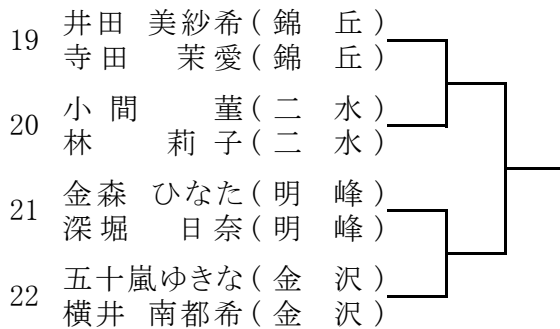 19 井田 美紗希(錦 丘)
寺田 茉愛(錦 丘)
20 小間 菫(二 水)
林 莉子(二 水)
21 金森 ひなた(明 峰)
深堀 日奈(明 峰)
22 五十嵐ゆきな(金 沢)
横井 南都希(金 沢)